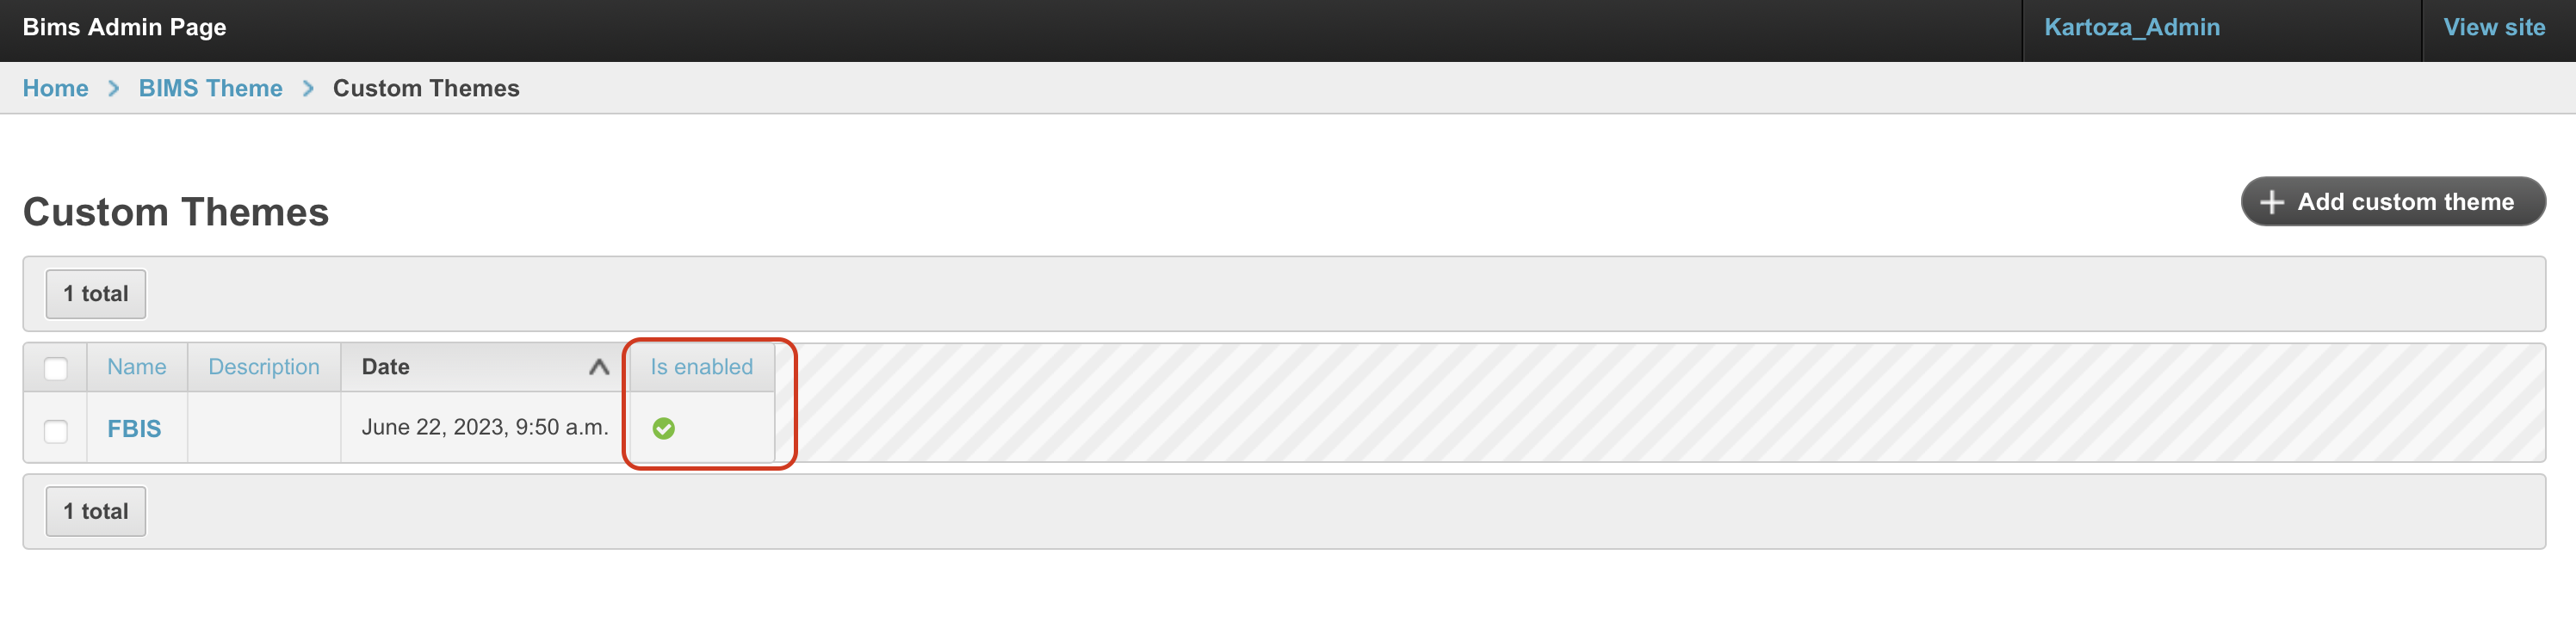 Bims Admin Page Kartoza_Admin View site
Home BIMS Theme Custom Themes
Custom Themes Add custom theme
1 total
Name Description Date Is enabled
FBIS June 22, 2023, 9:50 a.m.
1 total